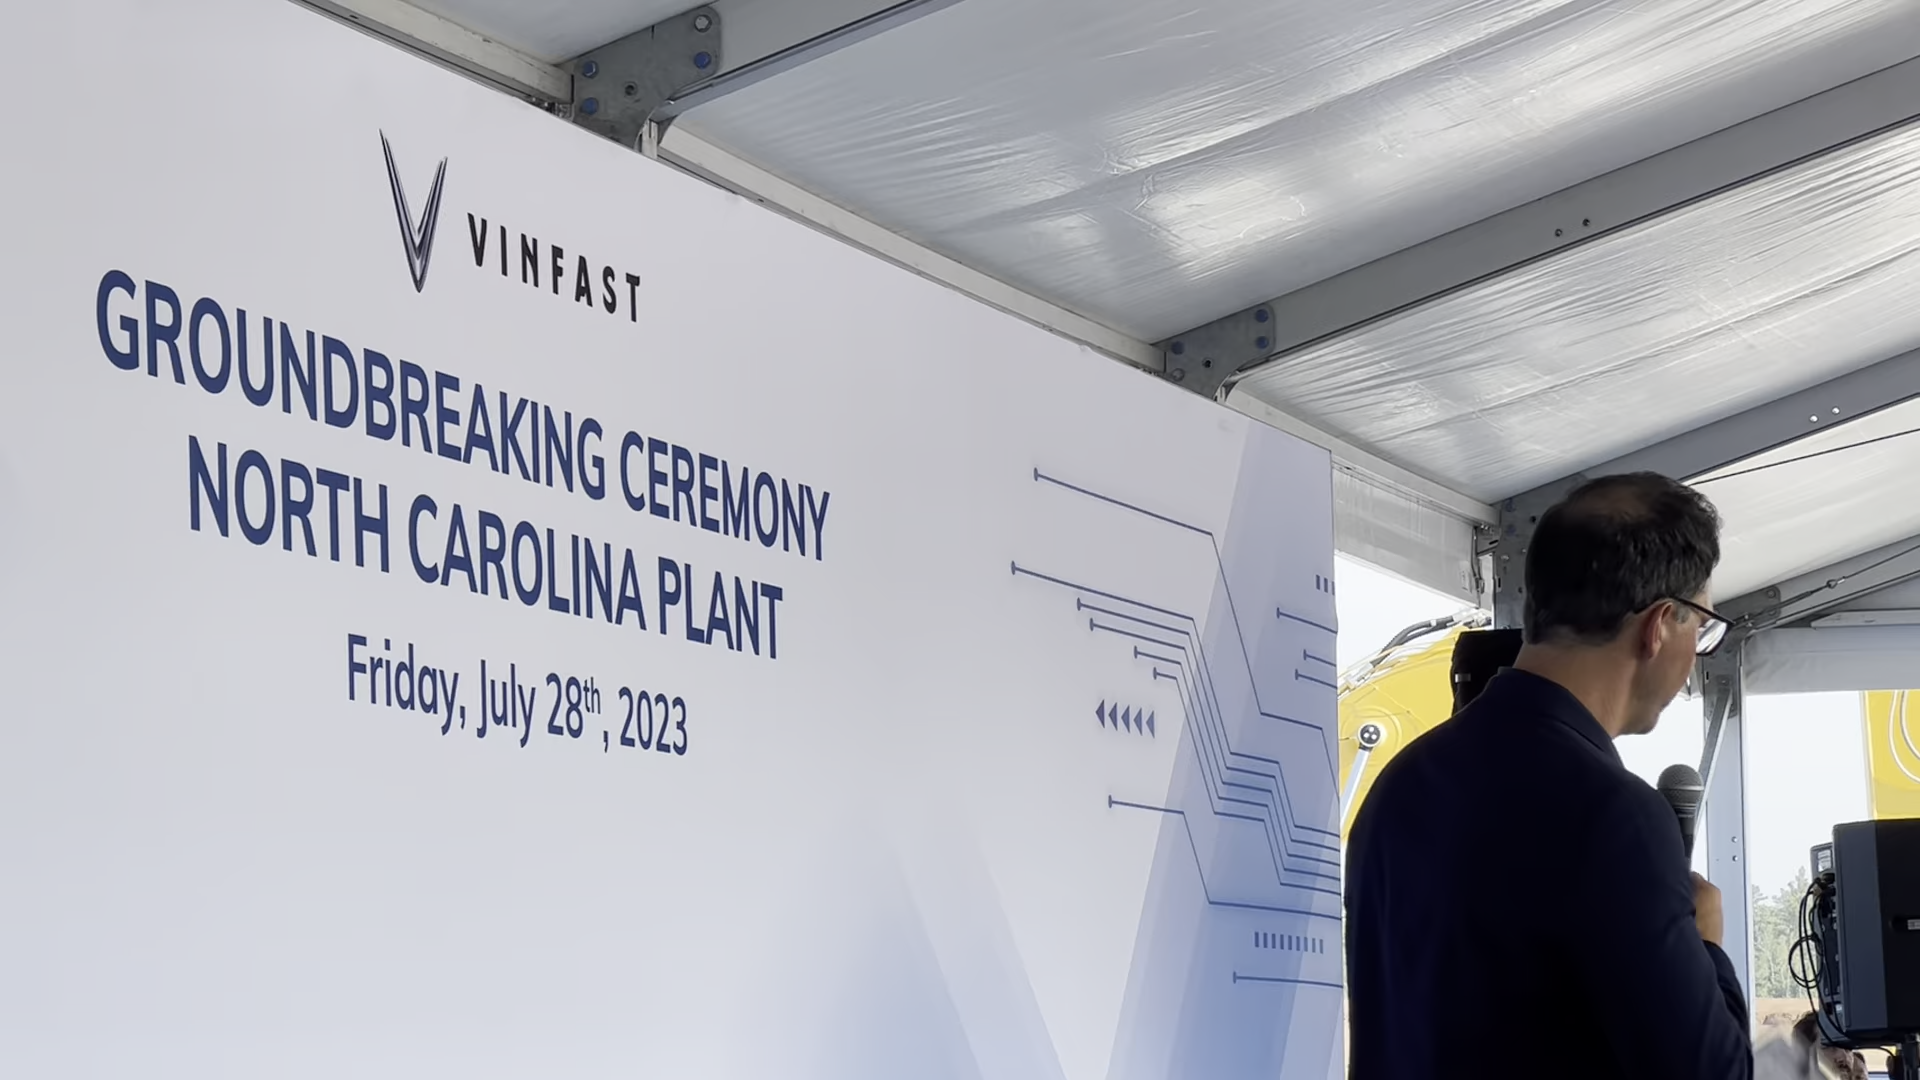 VINFAST
GROUNDBREAKING CEREMONY
NORTH CAROLINA PLANT
Friday, July 28th, 2023